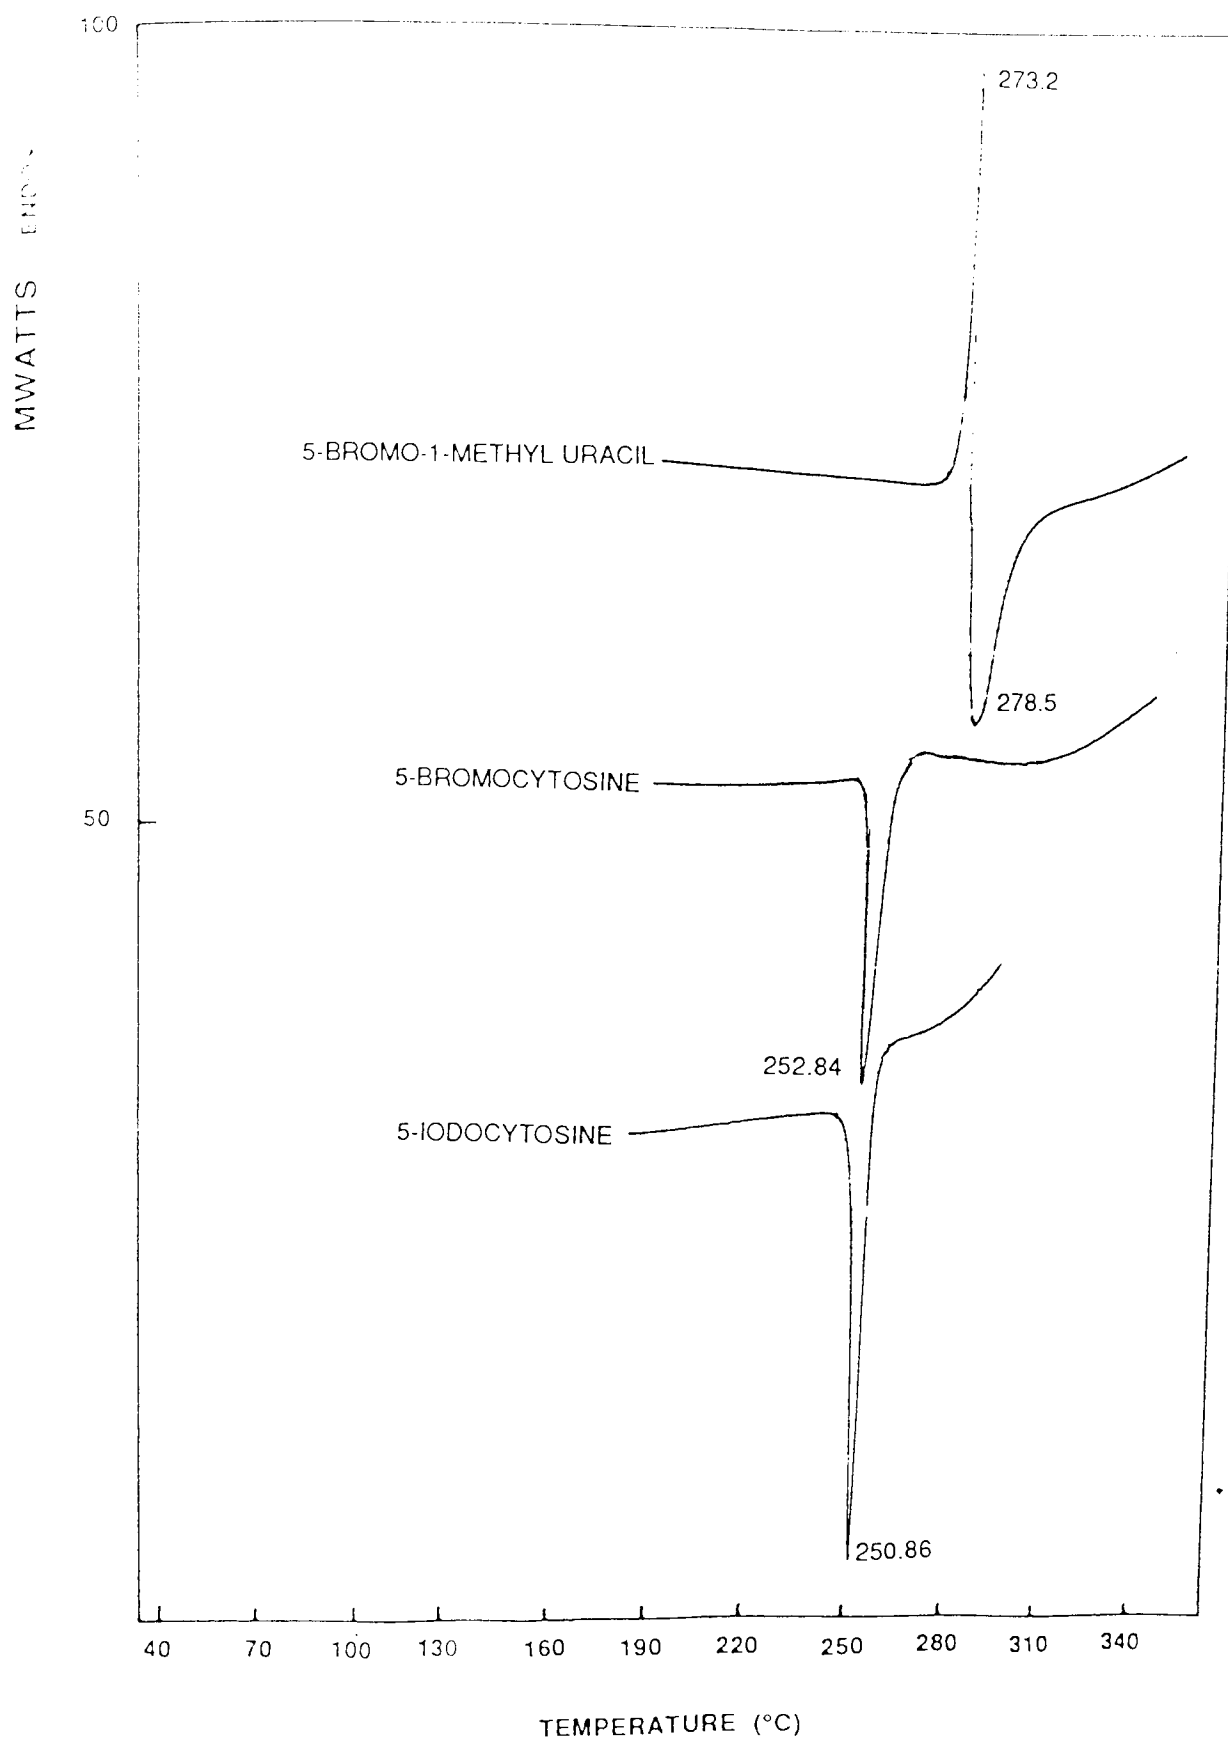 100
273.2
MWATTS
5-BROMO-1-METHYL URACIL
278.5
5-BROMOCYTOSINE
50
252.84
5-IODOCYTOSINE
250.86
40 70 100 130 160 190 220 250 280 310 340
TEMPERATURE (°C)